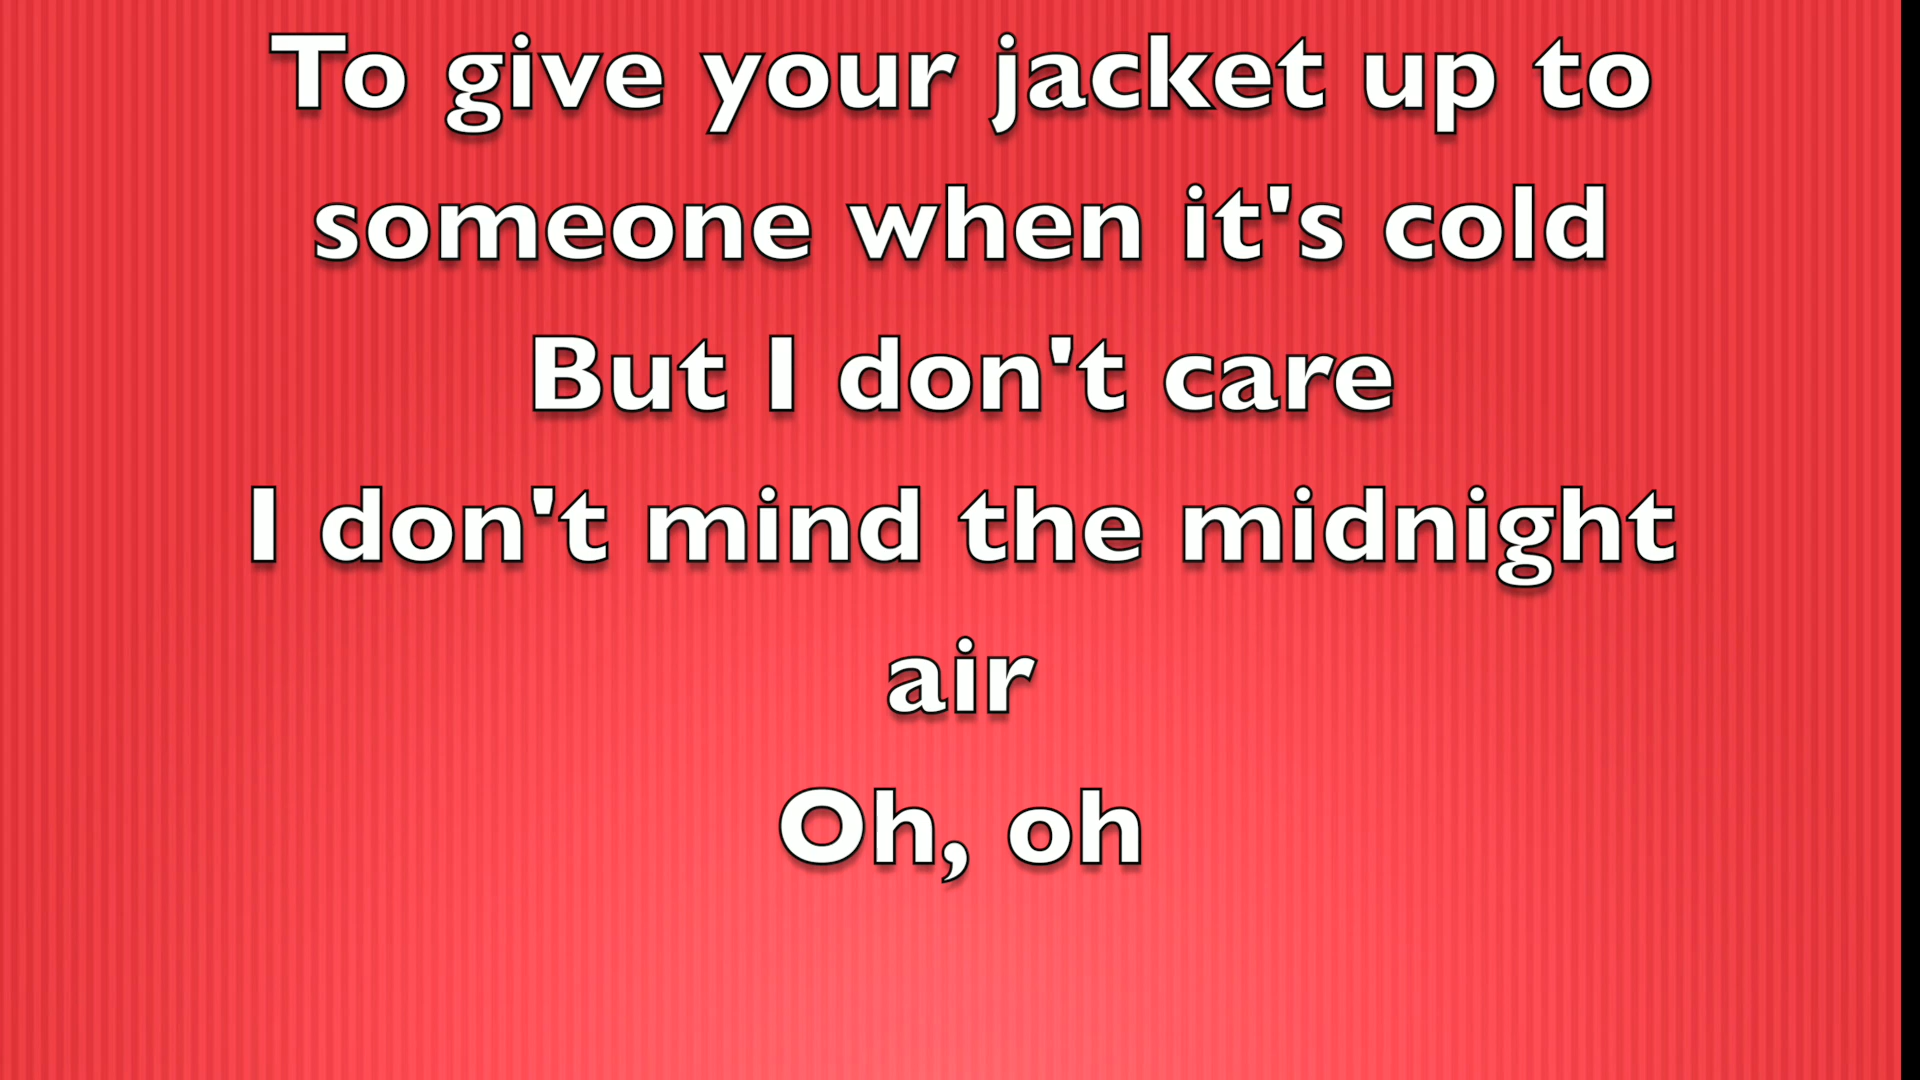 To give your jacket up to
someone when it's cold
But I don't care
I don't mind the midnight
air
Oh, oh